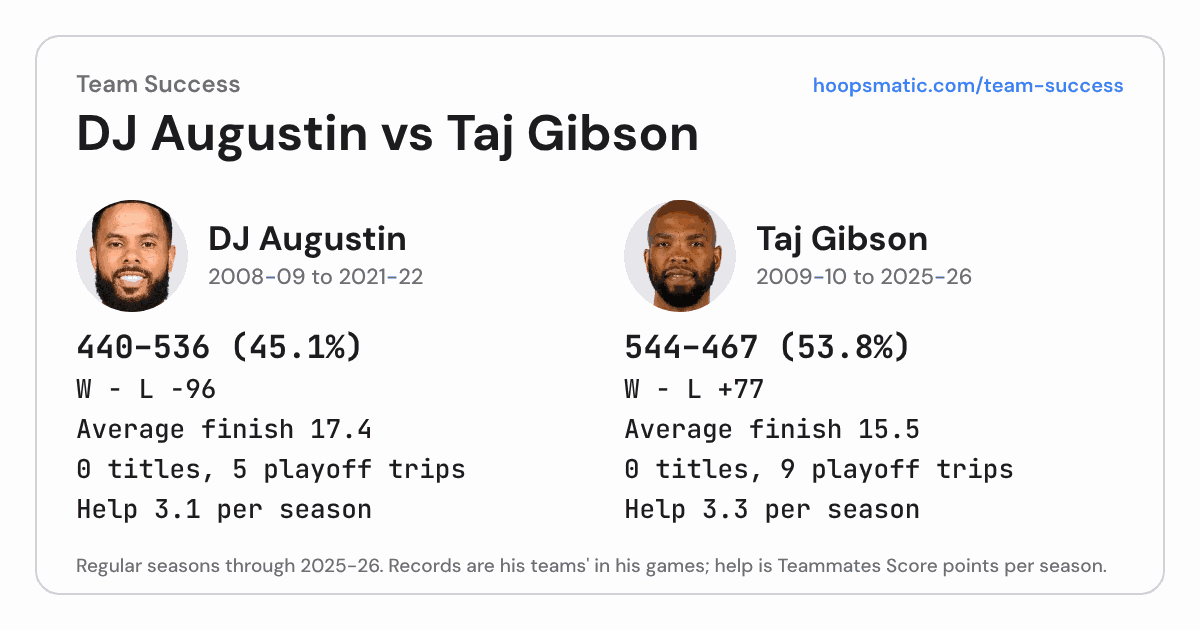 Team Success
hoopsmatic.com/team-success
DJ Augustin vs Taj Gibson
DJ Augustin
2008-09 to 2021-22
440–536 (45.1%)
W - L -96
Average finish 17.4
0 titles, 5 playoff trips
Help 3.1 per season
Taj Gibson
2009-10 to 2025-26
544–467 (53.8%)
W - L +77
Average finish 15.5
0 titles, 9 playoff trips
Help 3.3 per season
Regular seasons through 2025-26. Records are his teams' in his games; help is Teammates Score points per season.